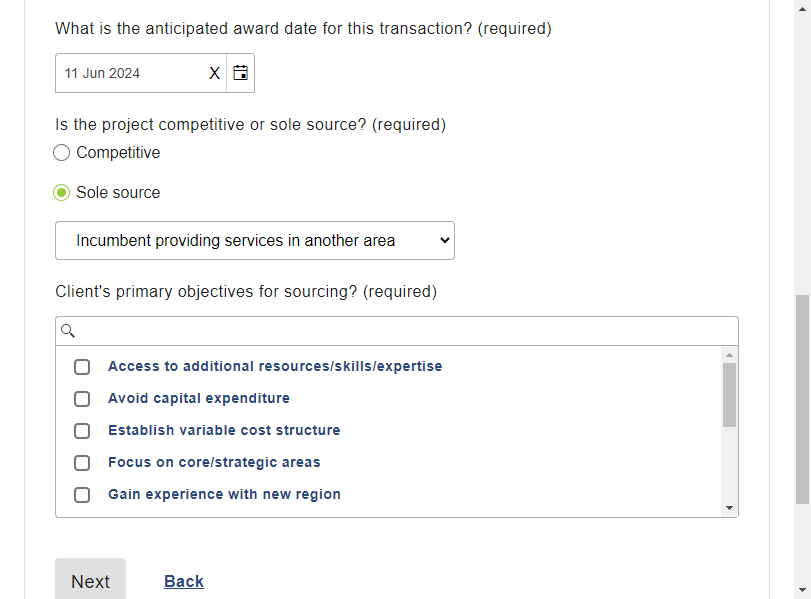 What is the anticipated award date for this transaction? (required)
11 Jun 2024 X
Is the project competitive or sole source? (required)
Competitive
Sole source
Incumbent providing services in another area
Client's primary objectives for sourcing? (required)
Access to additional resources/skills/expertise
Avoid capital expenditure
Establish variable cost structure
Focus on core/strategic areas
Gain experience with new region
Next Back